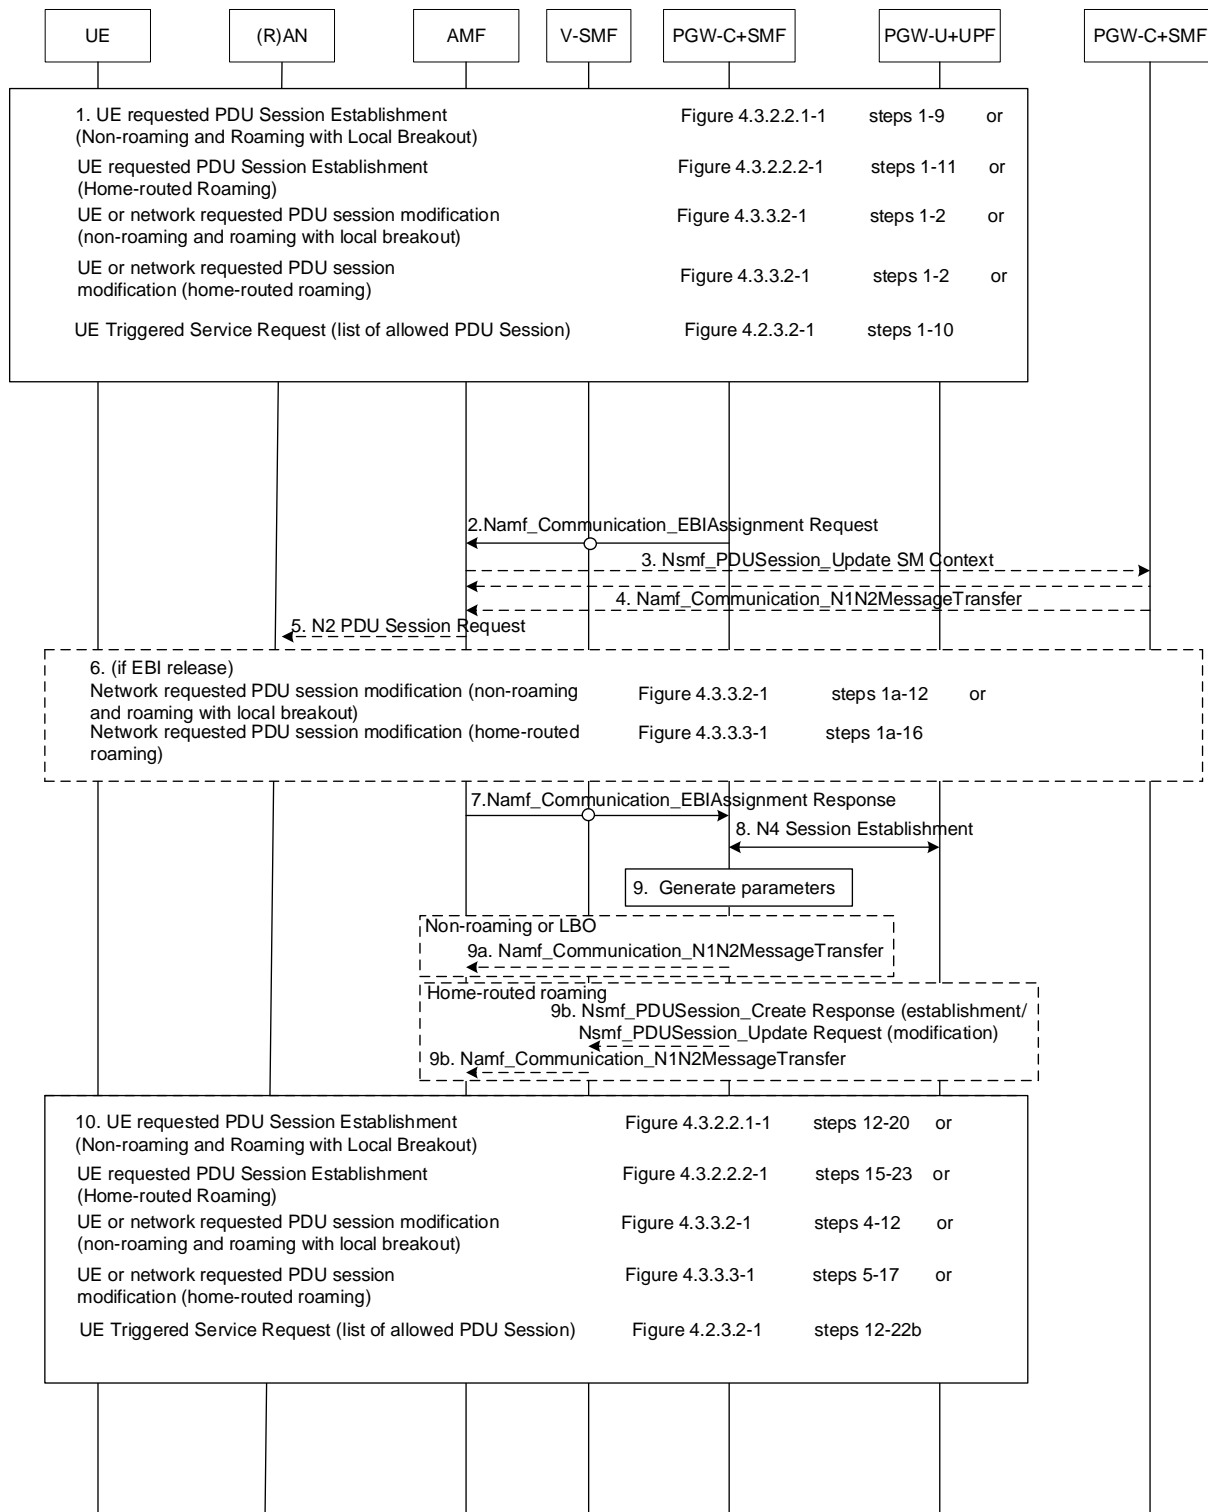 UE
(R)AN
AMF
V-SMF
PGW-C+SMF
PGW-U+UPF
PGW-C+SMF
1. UE requested PDU Session Establishment Figure 4.3.2.2.1-1 steps 1-9 or
(Non-roaming and Roaming with Local Breakout)
UE requested PDU Session Establishment Figure 4.3.2.2.2-1 steps 1-11 or
(Home-routed Roaming)
UE or network requested PDU session modification Figure 4.3.3.2-1 steps 1-2 or
(non-roaming and roaming with local breakout)
UE or network requested PDU session
modification (home-routed roaming) Figure 4.3.3.2-1 steps 1-2 or
UE Triggered Service Request (list of allowed PDU Session) Figure 4.2.3.2-1 steps 1-10
2.Namf_Communication_EBIAssignment Request
3. Nsmf_PDUSession_Update SM Context
4. Namf_Communication_N1N2MessageTransfer
5. N2 PDU Session Request
6. (if EBI release)
Network requested PDU session modification (non-roaming Figure 4.3.3.2-1 steps 1a-12 or
and roaming with local breakout)
Network requested PDU session modification (home-routed Figure 4.3.3.3-1 steps 1a-16
roaming)
7.Namf_Communication_EBIAssignment Response
8. N4 Session Establishment
9. Generate parameters
Non-roaming or LBO
9a. Namf_Communication_N1N2MessageTransfer
Home-routed roaming
9b. Nsmf_PDUSession_Create Response (establishment/
Nsmf_PDUSession_Update Request (modification)
9b. Namf_Communication_N1N2MessageTransfer
10. UE requested PDU Session Establishment Figure 4.3.2.2.1-1 steps 12-20 or
(Non-roaming and Roaming with Local Breakout)
UE requested PDU Session Establishment Figure 4.3.2.2.2-1 steps 15-23 or
(Home-routed Roaming)
UE or network requested PDU session modification Figure 4.3.3.2-1 steps 4-12 or
(non-roaming and roaming with local breakout)
UE or network requested PDU session Figure 4.3.3.3-1 steps 5-17 or
modification (home-routed roaming)
UE Triggered Service Request (list of allowed PDU Session) Figure 4.2.3.2-1 steps 12-22b